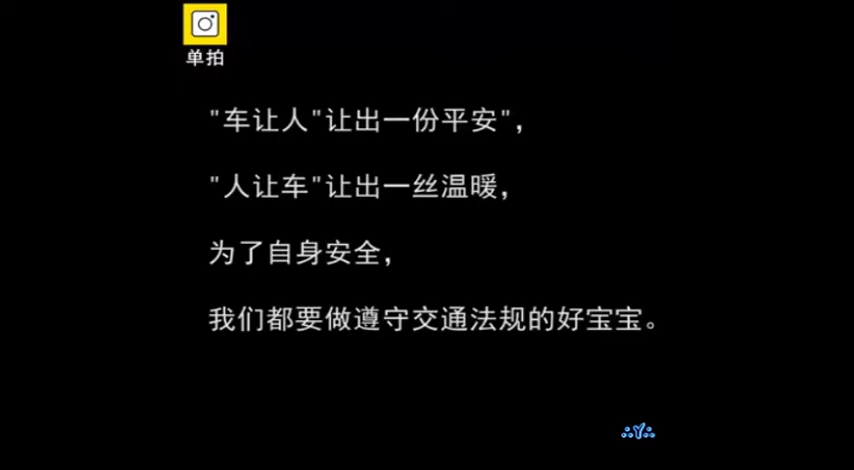 单拍
"车让人"让出一份平安",
"人让车"让出一丝温暖,
为了自身安全,
我们都要做遵守交通法规的好宝宝。